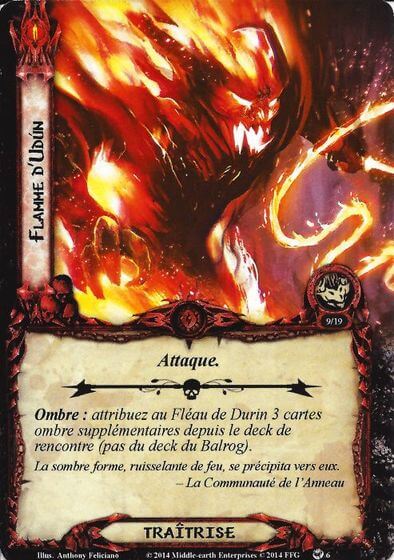 FLAMME D'UDÛN
9/19
Attaque.
Ombre : attribuez au Fléau de Durin 3 cartes
ombre supplémentaires depuis le deck de
rencontre (pas du deck du Balrog).
La sombre forme, ruisselante de feu, se précipita vers eux.
– La Communauté de l'Anneau
TRAÎTRISE
Illus. Anthony Feliciano © 2014 Middle-earth Enterprises © 2014 FFG 6